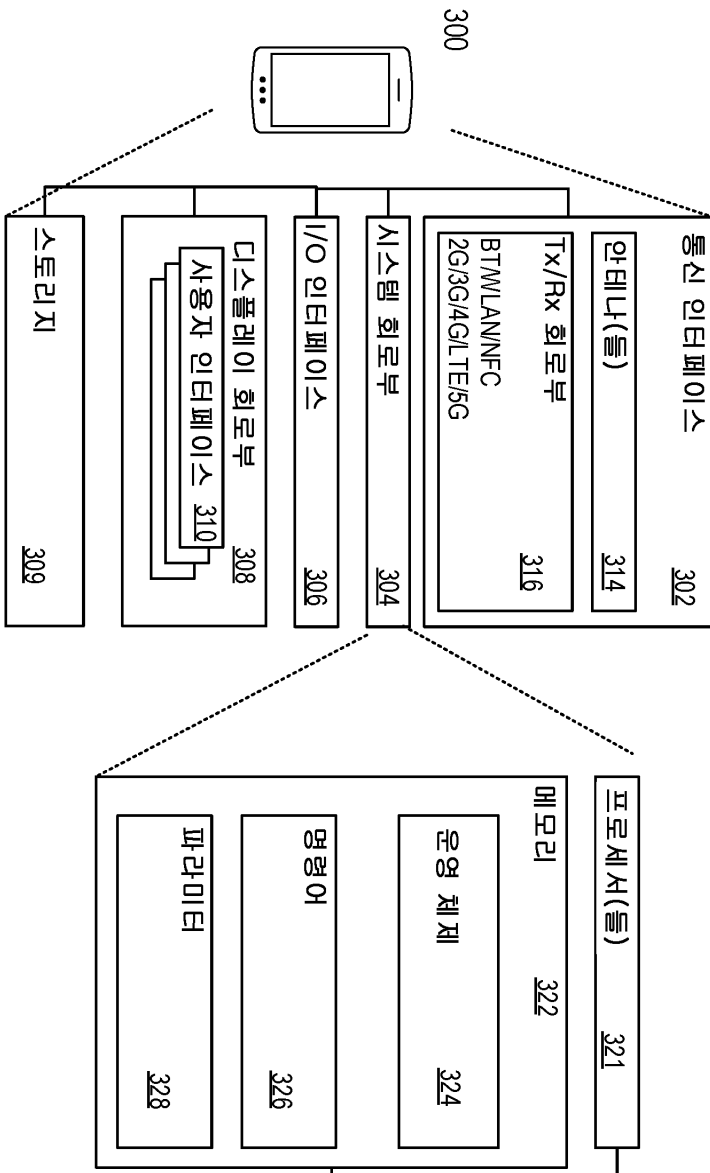 300
통신 인터페이스
302
안테나(들)
314
Tx/Rx 회로부
BT/WLAN/NFC
2G/3G/4G/LTE/5G
316
시스템 회로부
304
I/O 인터페이스
306
디스플레이 회로부
308
사용자 인터페이스
310
스토리지
309
프로세서(들)
321
메모리
322
운영 체제
324
명령어
326
파라미터
328